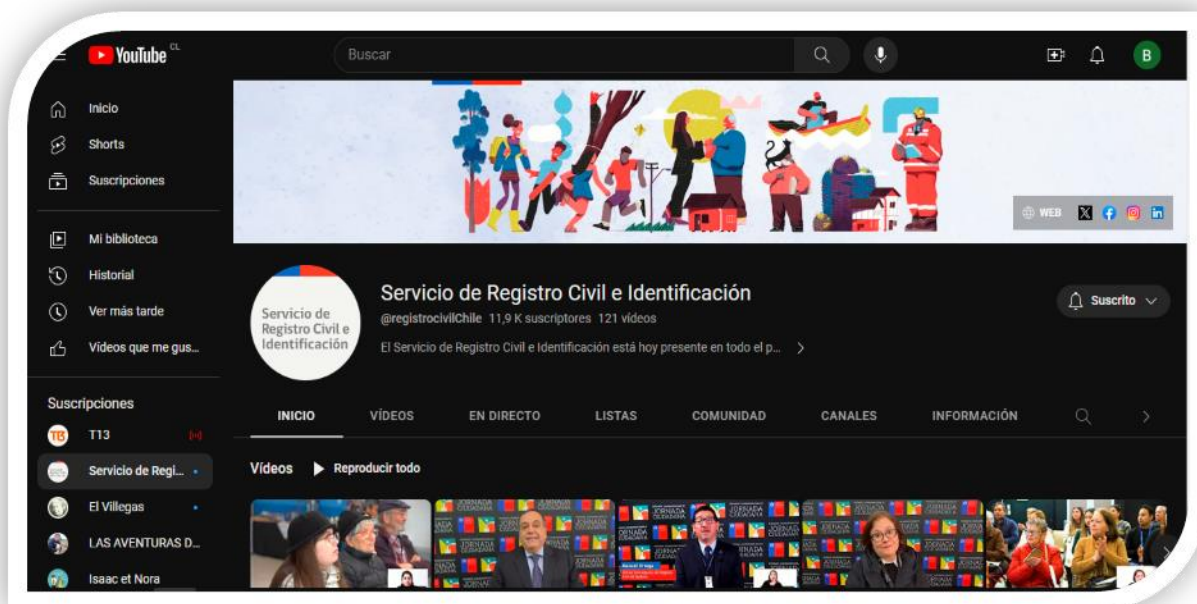 YouTube CL
Buscar
B
Inicio
Shorts
Suscripciones
Mi biblioteca
Historial
Ver más tarde
Vídeos que me gus...
Suscripciones
T13
Servicio de Regi...
El Villegas
LAS AVENTURAS D...
Isaac et Nora
WEB
Servicio de
Registro Civil e
Identificación
Servicio de Registro Civil e Identificación
@registrocivilChile 11,9 K suscriptores 121 vídeos
El Servicio de Registro Civil e Identificación está hoy presente en todo el p...
Suscrito
INICIO VÍDEOS EN DIRECTO LISTAS COMUNIDAD CANALES INFORMACIÓN
Vídeos Reproducir todo
JORNADA
CIUDADANA